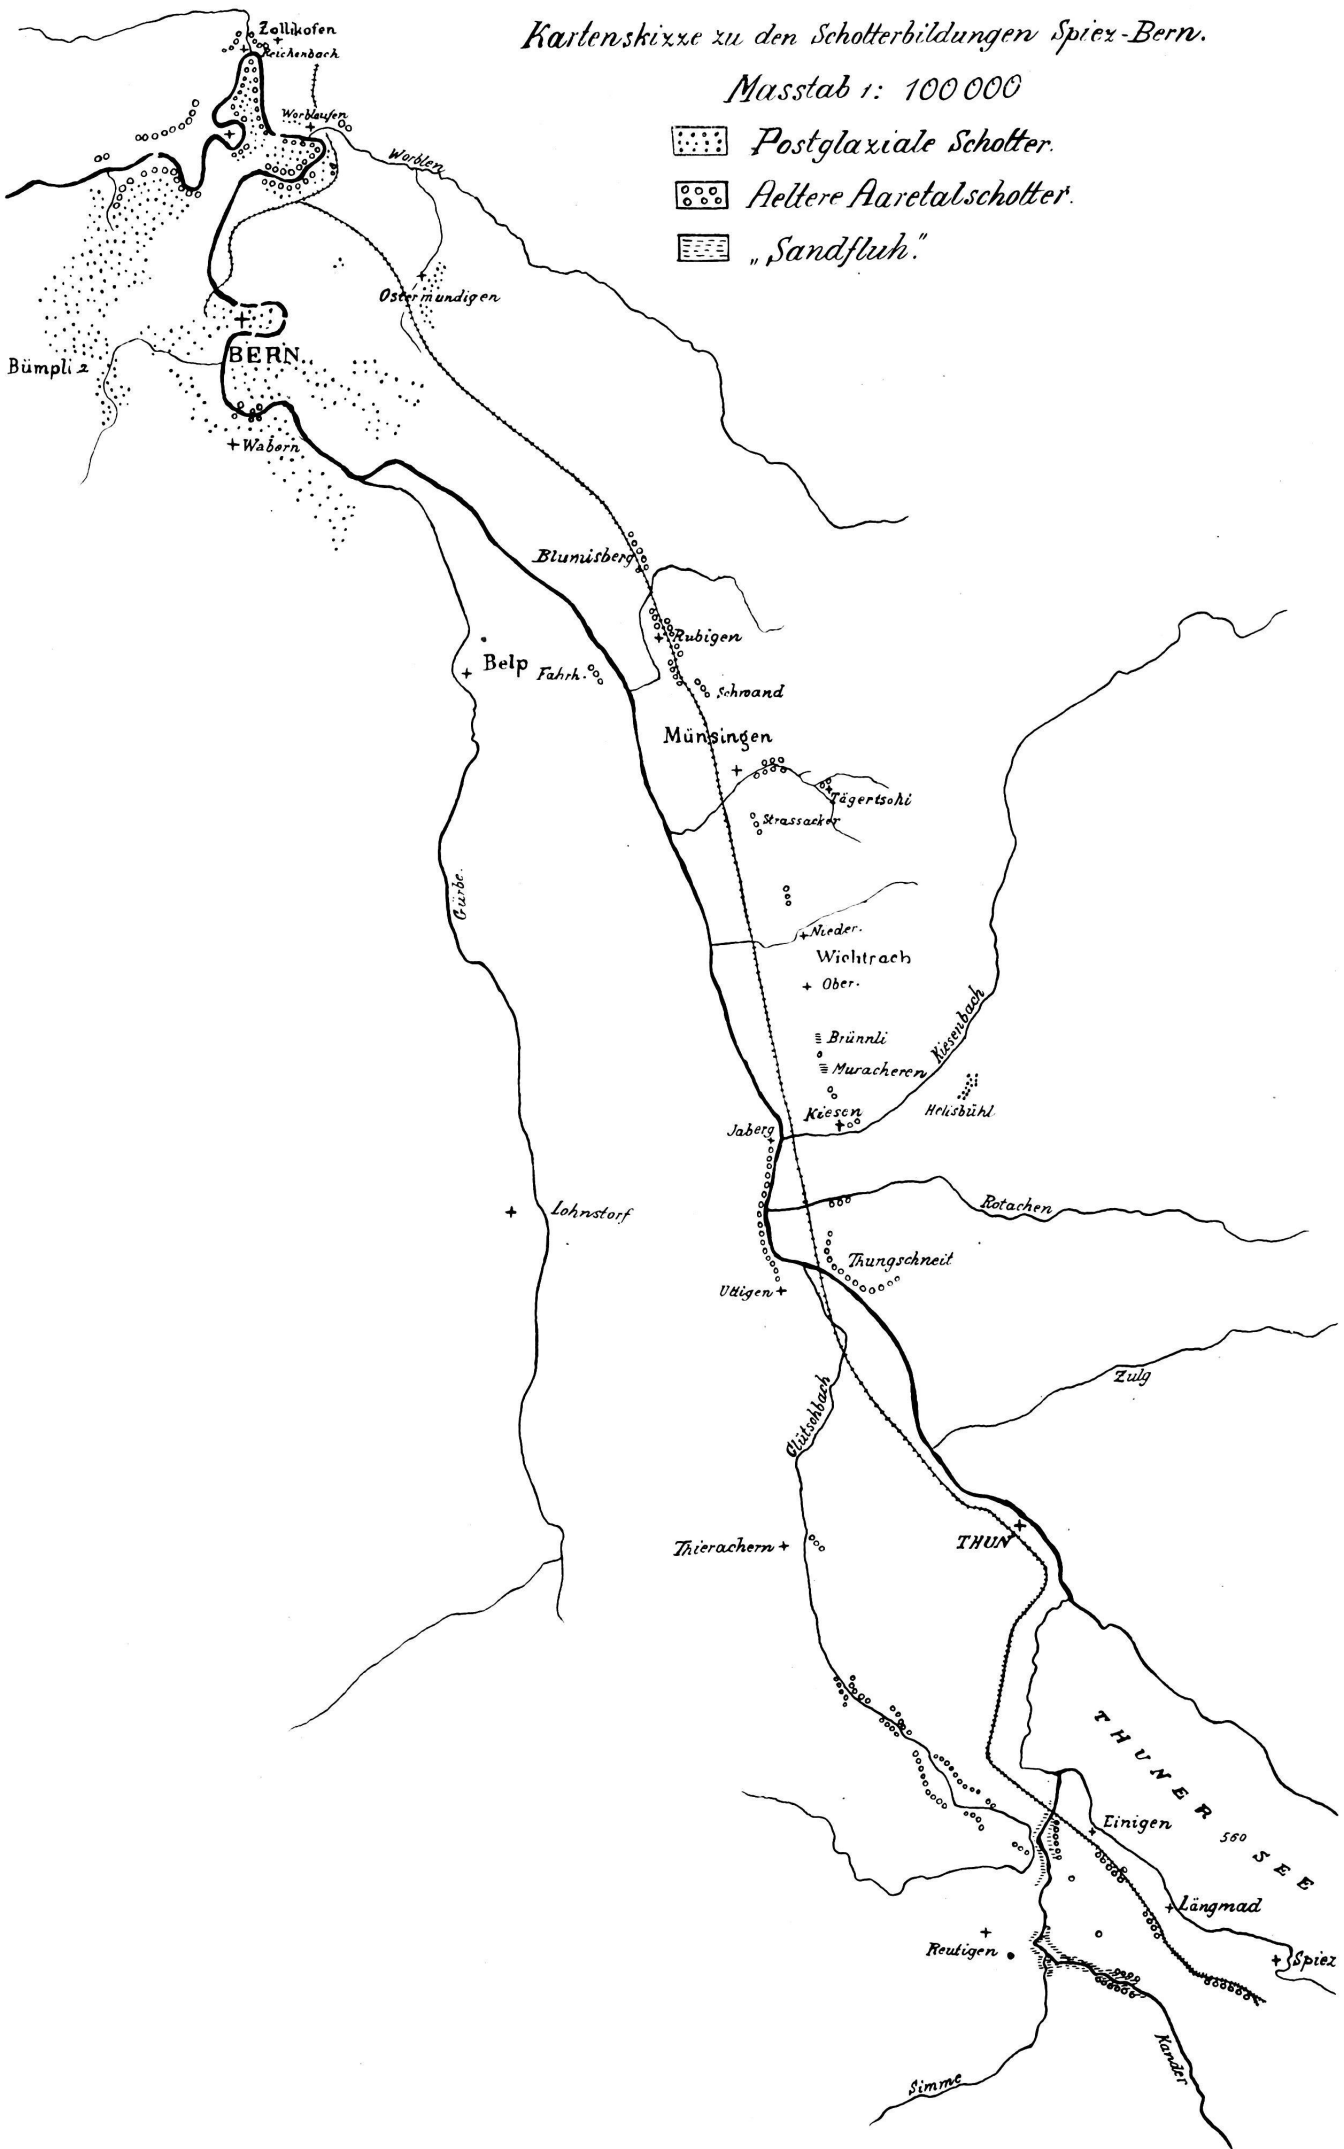 Kartenskizze zu den Schotterbildungen Spiez-Bern.
Masstab 1: 100 000
Postglaziale Schotter.
Aeltere Aaretalschotter.
„Sandfluh."
Zollikofen
Reichenbach
Worblaufen
Worblen
Ostermundigen
BERN.
Bümpliz
Wabern
Blumisberg
Rubigen
Belp
Fahrh.
Schwand
Münsingen
Tägertschi
Strassacker
Gürbe.
Nieder.
Wichtrach
Ober.
Brünnli
Kiesenbach
Muracheren
Kiesen
Helisbühl
Jaberg
Rotachen
Lohnstorf
Thungschneit
Uttigen
Zulg
Glütschbach
THUN
Thierachern
THUNER SEE
560
Einigen
Längmad
Reutigen
Spiez
Kander
Simme